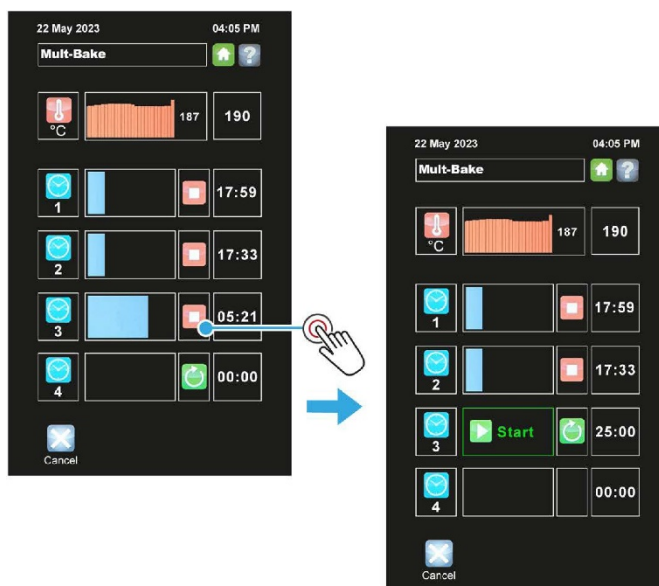 22 May 2023 04:05 PM
Mult-Bake
?
°C 187 190
1 17:59
2 17:33
3 05:21
4 00:00
Cancel
22 May 2023 04:05 PM
Mult-Bake
?
°C 187 190
1 17:59
2 17:33
3 Start 25:00
4 00:00
Cancel